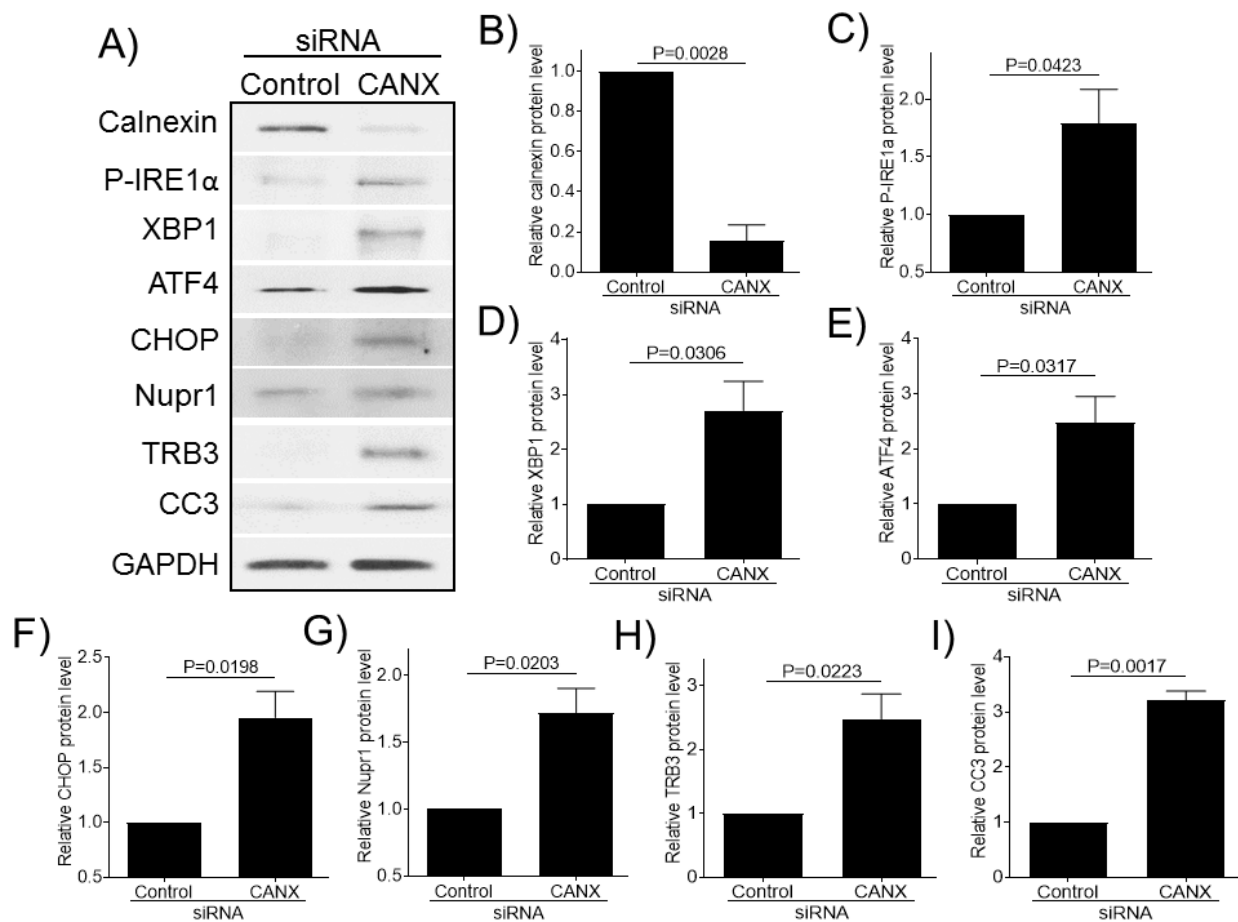 A)
siRNA
Control CANX
Calnexin
P-IRE1α
XBP1
ATF4
CHOP
Nupr1
TRB3
CC3
GAPDH
B)
Relative calnexin protein level
1.0
0.8
0.6
0.4
0.2
0.0
P=0.0028
Control CANX
siRNA
C)
Relative P-IRE1a protein level
2.0
1.5
1.0
0.5
P=0.0423
Control CANX
siRNA
D)
Relative XBP1 protein level
4
3
2
1
0
P=0.0306
Control CANX
siRNA
E)
Relative ATF4 protein level
4
3
2
1
0
P=0.0317
Control CANX
siRNA
F)
Relative CHOP protein level
2.5
2.0
1.5
1.0
0.5
P=0.0198
Control CANX
siRNA
G)
Relative Nupr1 protein level
2.0
1.5
1.0
0.5
P=0.0203
Control CANX
siRNA
H)
Relative TRB3 protein level
3
2
1
0
P=0.0223
Control CANX
siRNA
I)
Relative CC3 protein level
4
3
2
1
0
P=0.0017
Control CANX
siRNA